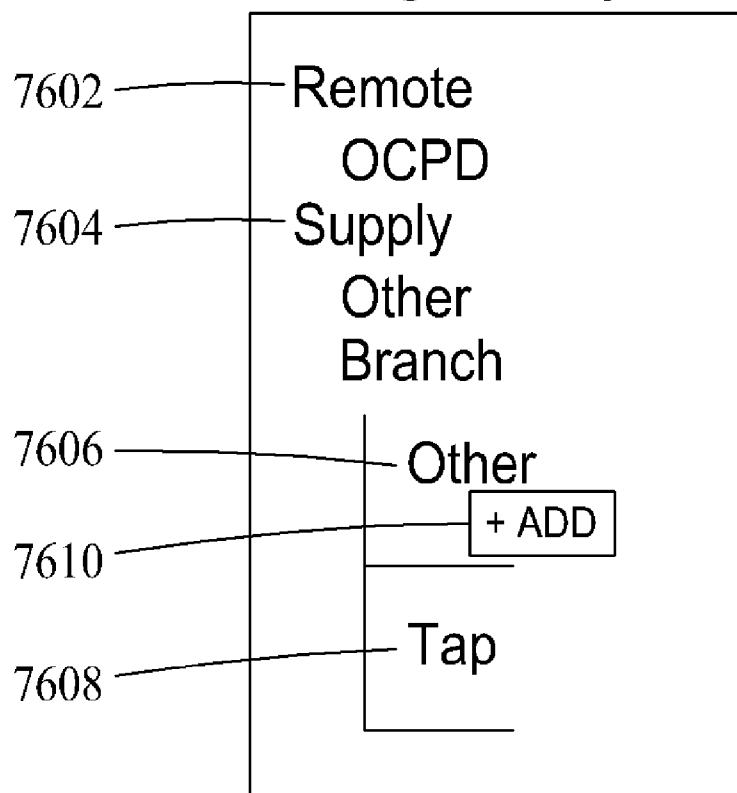 7602 Remote
OCPD
7604 Supply
Other
Branch
7606 Other
7610 + ADD
7608 Tap